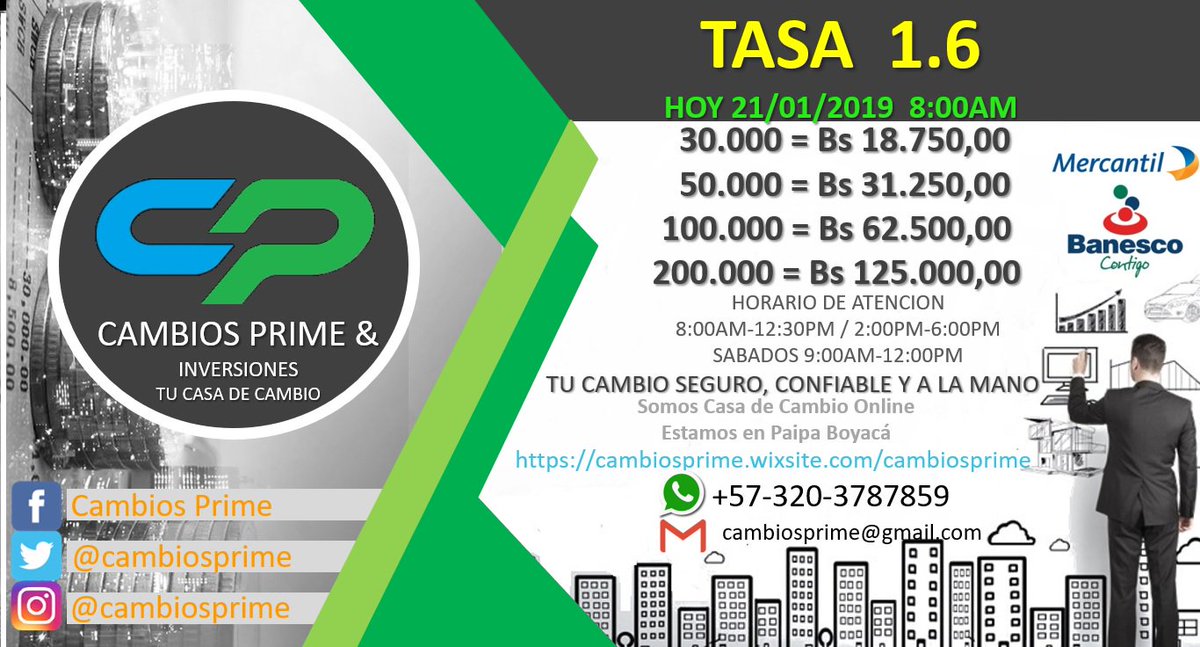 TASA 1.6
HOY 21/01/2019 8:00AM
30.000 = Bs 18.750,00
50.000 = Bs 31.250,00
100.000 = Bs 62.500,00
200.000 = Bs 125.000,00
HORARIO DE ATENCION
8:00AM-12:30PM / 2:00PM-6:00PM
SABADOS 9:00AM-12:00PM
TU CAMBIO SEGURO, CONFIABLE Y A LA MANO
Somos Casa de Cambio Online
Estamos en Paipa Boyacá
https://cambiosprime.wixsite.com/cambiosprime
+57-320-3787859
cambiosprime@gmail.com
Mercantil
Banesco
Contigo
CP
CAMBIOS PRIME &
INVERSIONES
TU CASA DE CAMBIO
Cambios Prime
@cambiosprime
@cambiosprime